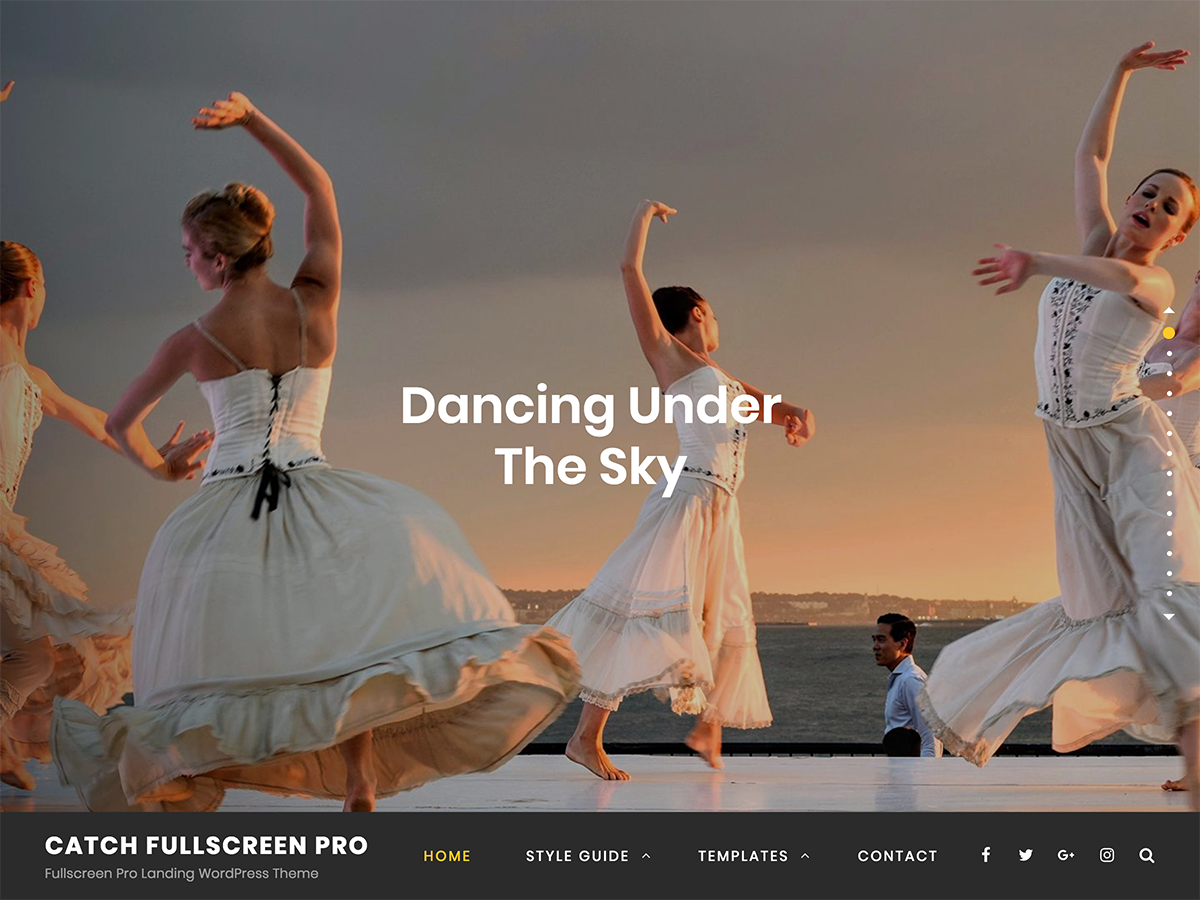 Dancing Under
The Sky
CATCH FULLSCREEN PRO
Fullscreen Pro Landing WordPress Theme
HOME
STYLE GUIDE
TEMPLATES
CONTACT
G+